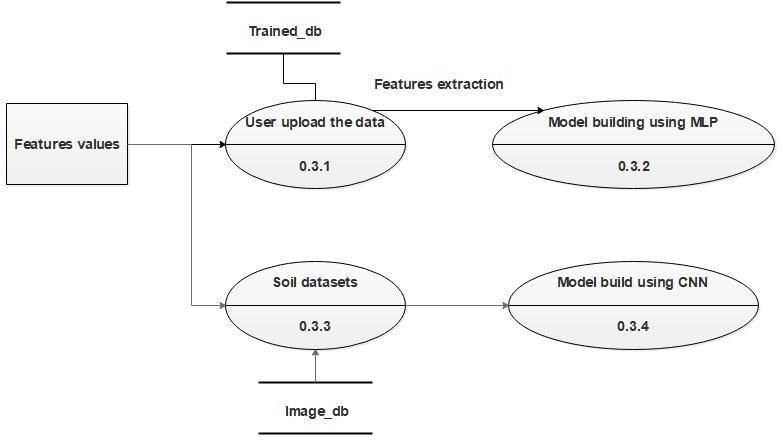 Trained_db
Features extraction
Features values
User upload the data
0.3.1
Model building using MLP
0.3.2
Soil datasets
0.3.3
Model build using CNN
0.3.4
Image_db